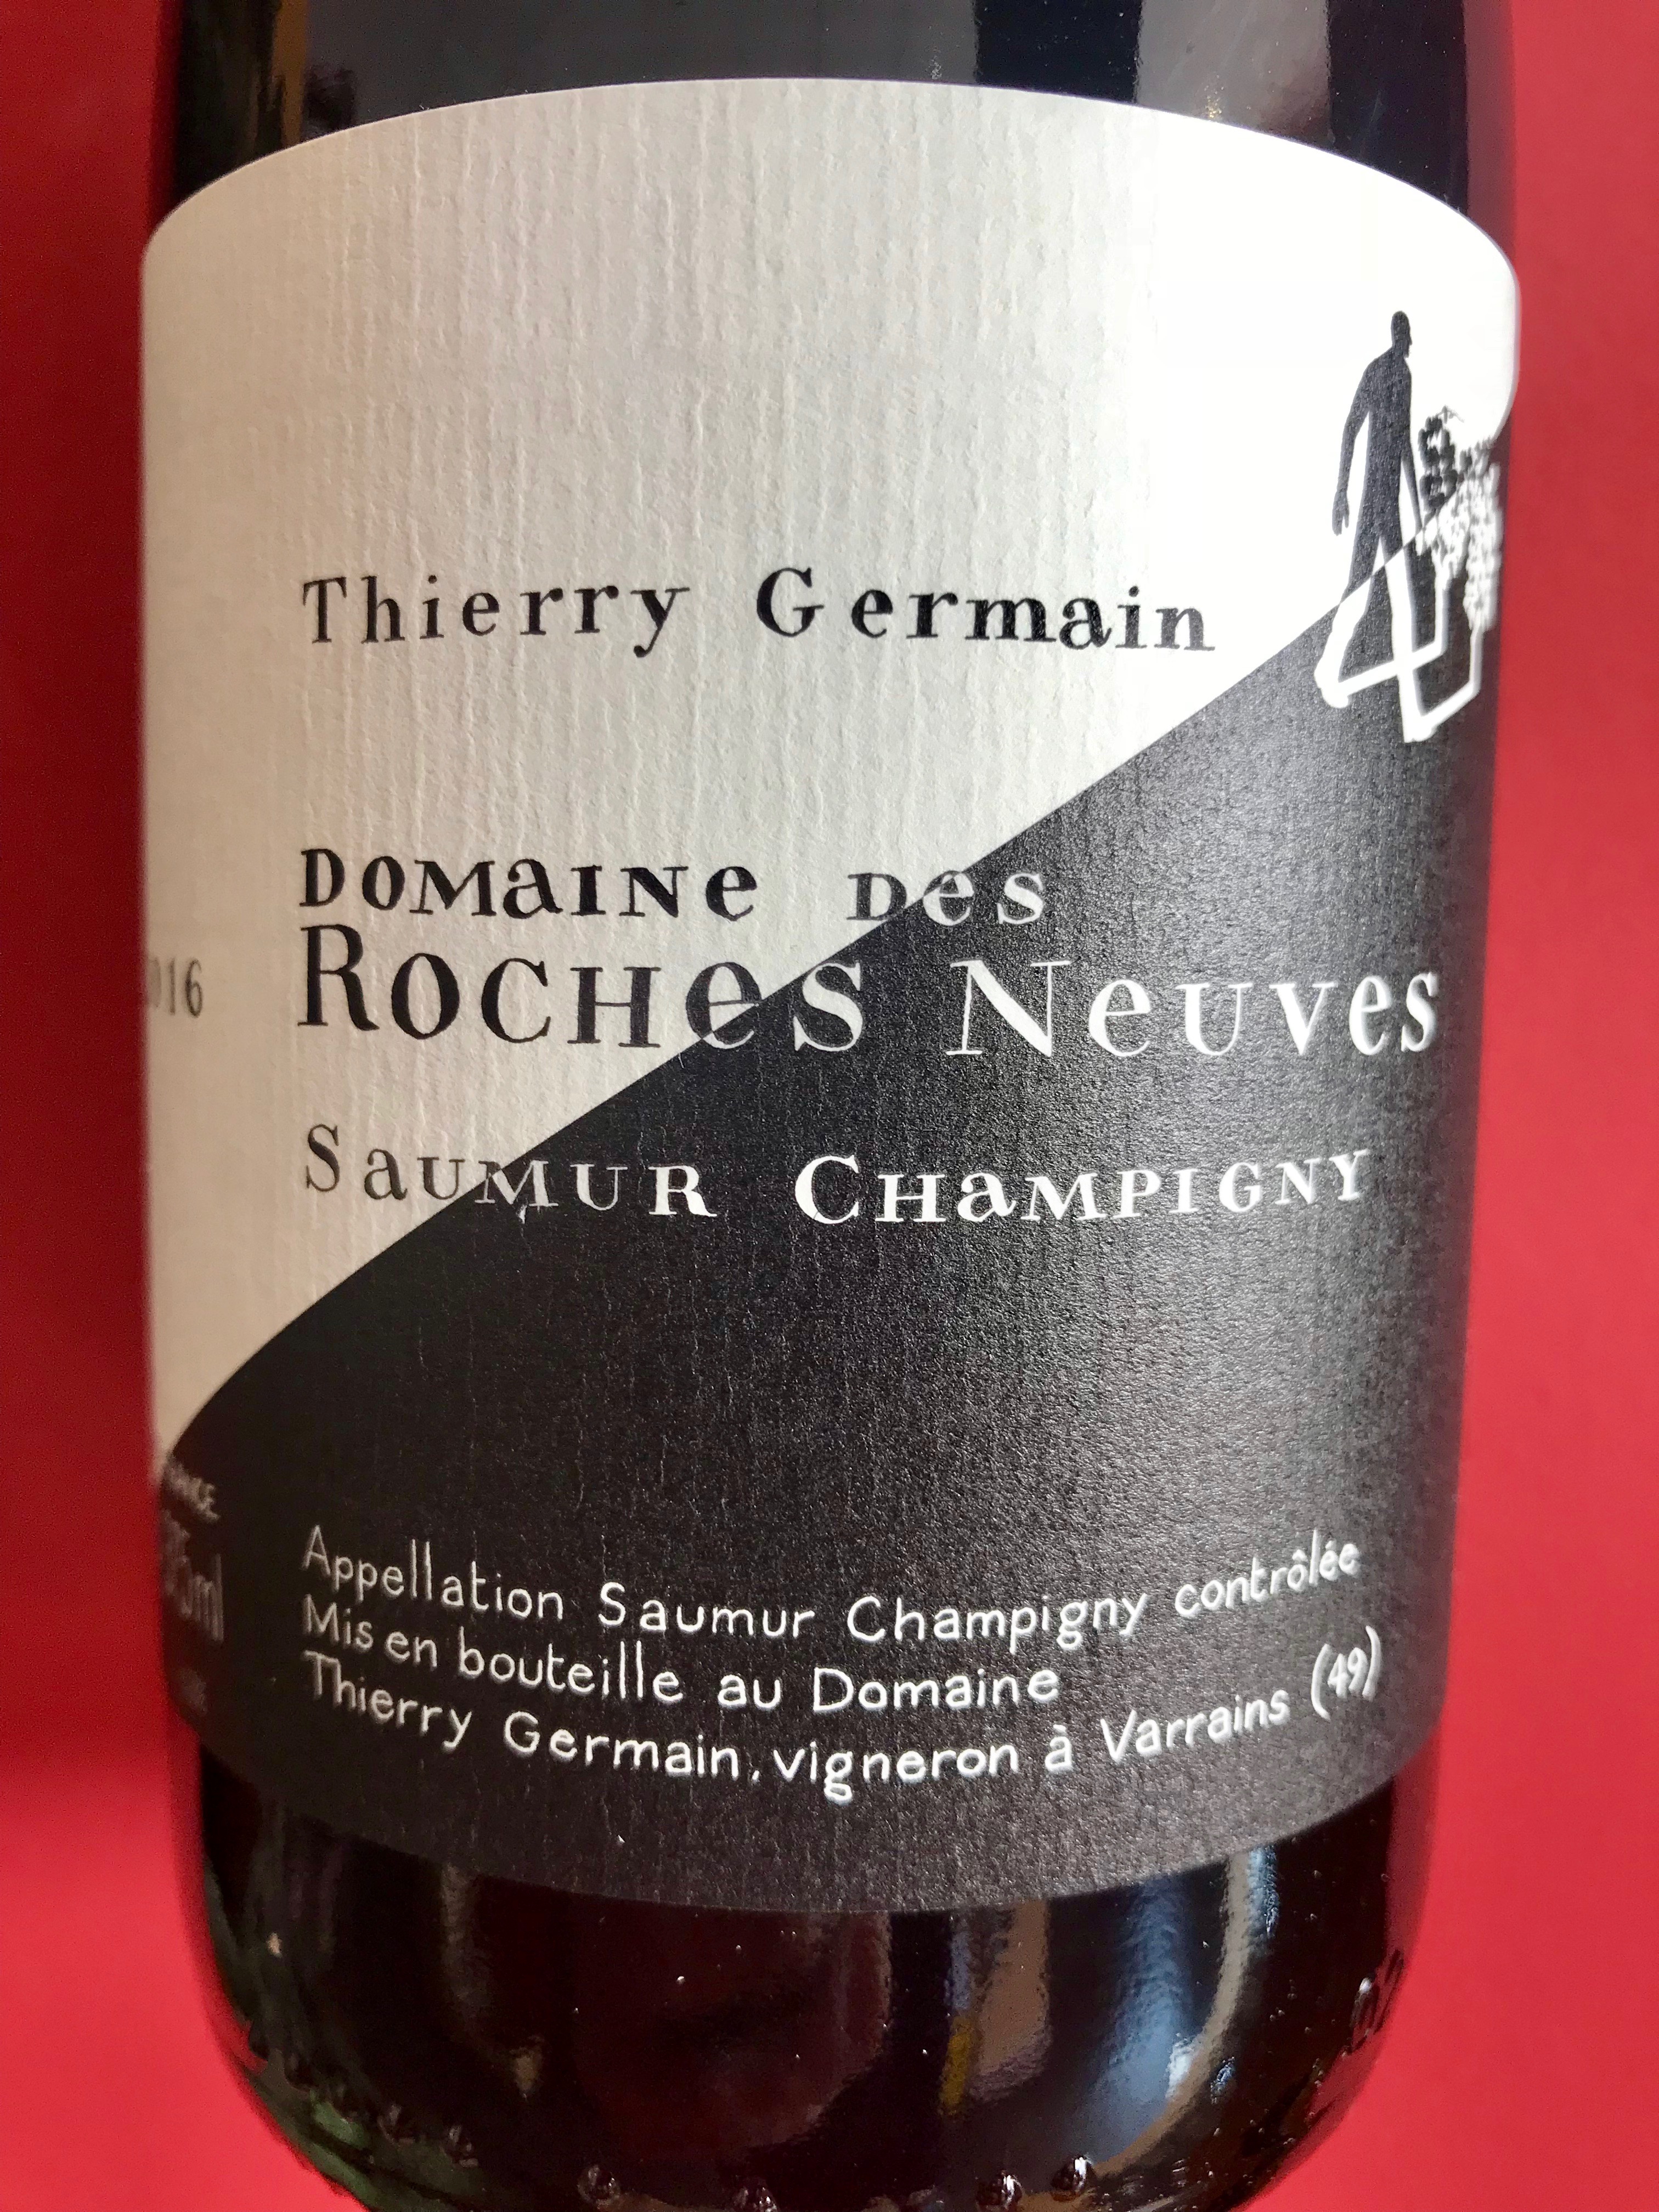 Thierry Germain
Domaine des
Roches Neuves
Saumur Champigny
Appellation Saumur Champigny contrôlée
Mis en bouteille au Domaine
Thierry Germain, vigneron à Varrains (49)